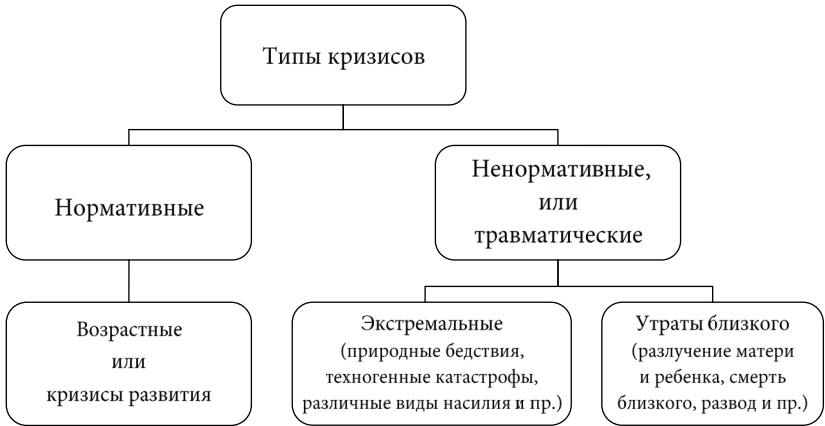 Типы кризисов
Нормативные
Ненормативные,
или
травматические
Возрастные
или
кризисы развития
Экстремальные
(природные бедствия,
техногенные катастрофы,
различные виды насилия и пр.)
Утраты близкого
(разлучение матери
и ребенка, смерть
близкого, развод и пр.)